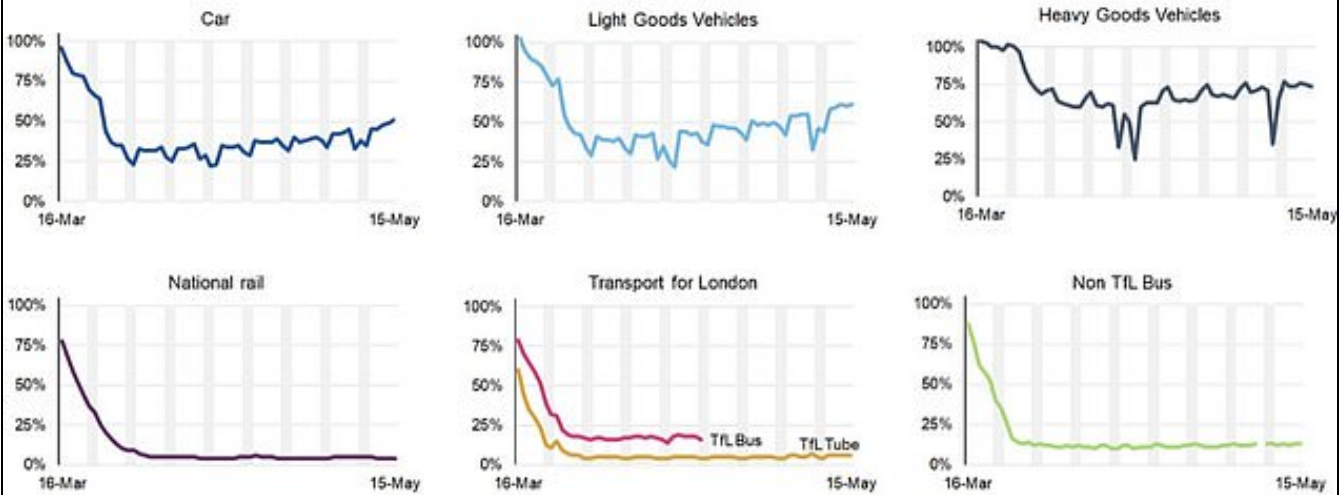 Car
100%
75%
50%
25%
0%
16-Mar 15-May
Light Goods Vehicles
100%
75%
50%
25%
0%
16-Mar 15-May
Heavy Goods Vehicles
100%
75%
50%
25%
0%
16-Mar 15-May
National rail
100%
75%
50%
25%
0%
16-Mar 15-May
Transport for London
100%
75%
50%
25%
0%
TfL Bus
TfL Tube
16-Mar 15-May
Non TfL Bus
100%
75%
50%
25%
0%
16-Mar 15-May